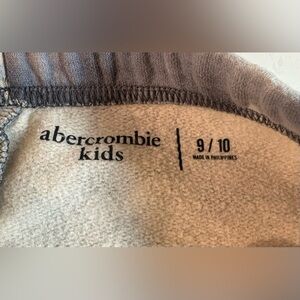 abercrombie
kids
9 / 10
MADE IN PHILIPPINES